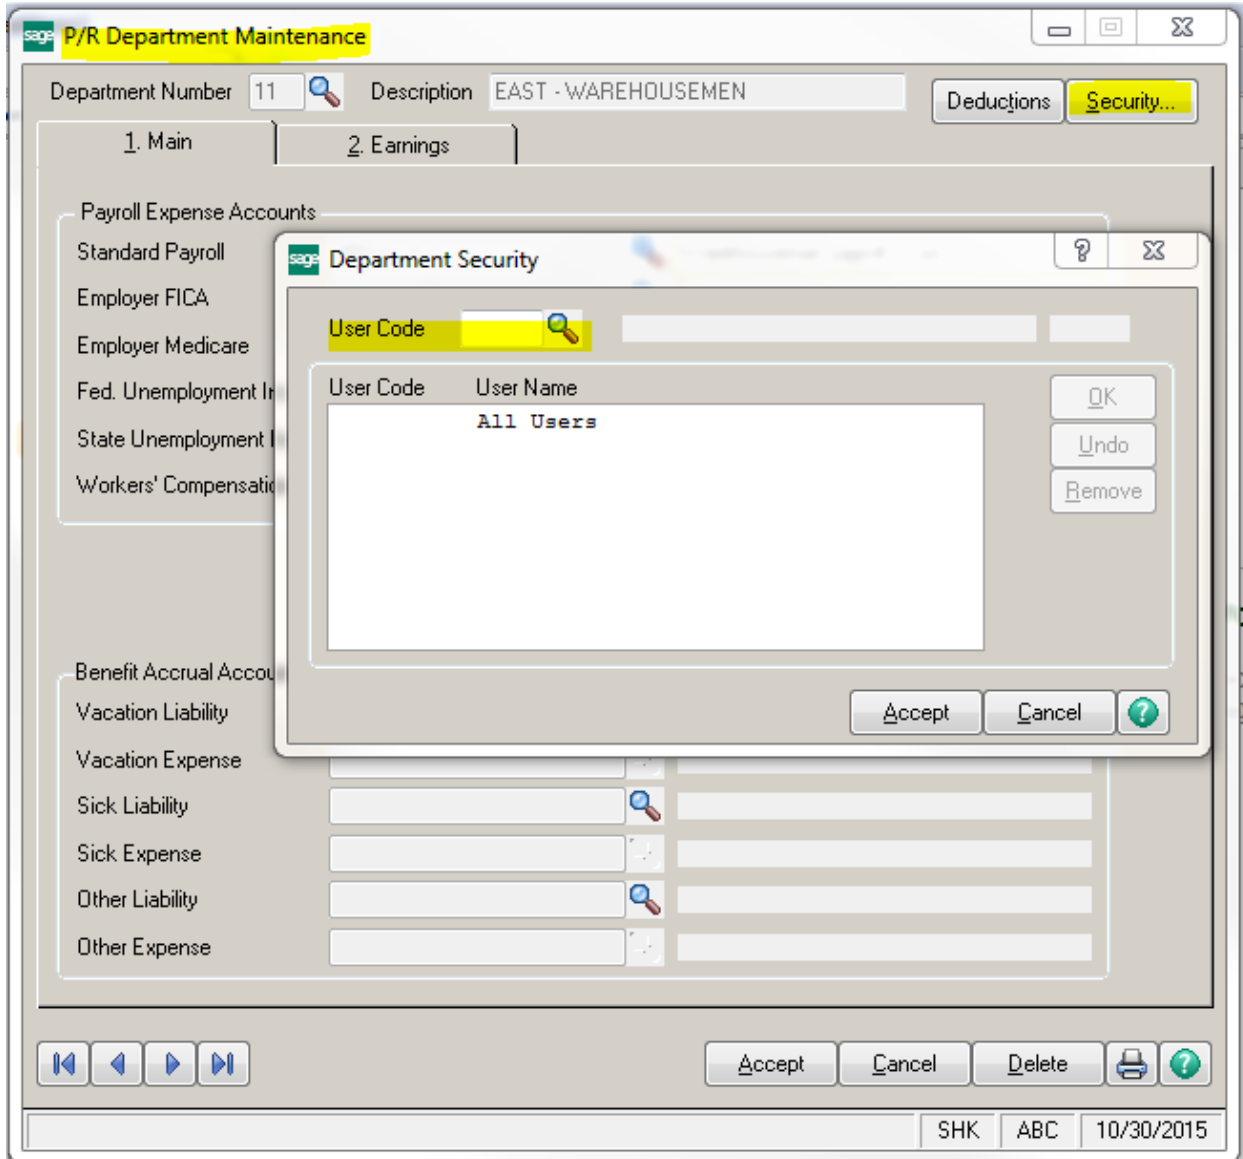 sage P/R Department Maintenance
Department Number 11 Description EAST - WAREHOUSEMEN Deductions Security...
1. Main 2. Earnings
Payroll Expense Accounts
Standard Payroll
Employer FICA
Employer Medicare
Fed. Unemployment
State Unemployment
Workers'
sage Department Security
User Code
User Code User Name
All Users
OK
Undo
Remove
Accept Cancel
Benefit Accrual
Vacation Liability
Vacation Expense
Sick Liability
Sick Expense
Other Liability
Other Expense
Accept Cancel Delete
SHK ABC 10/30/2015